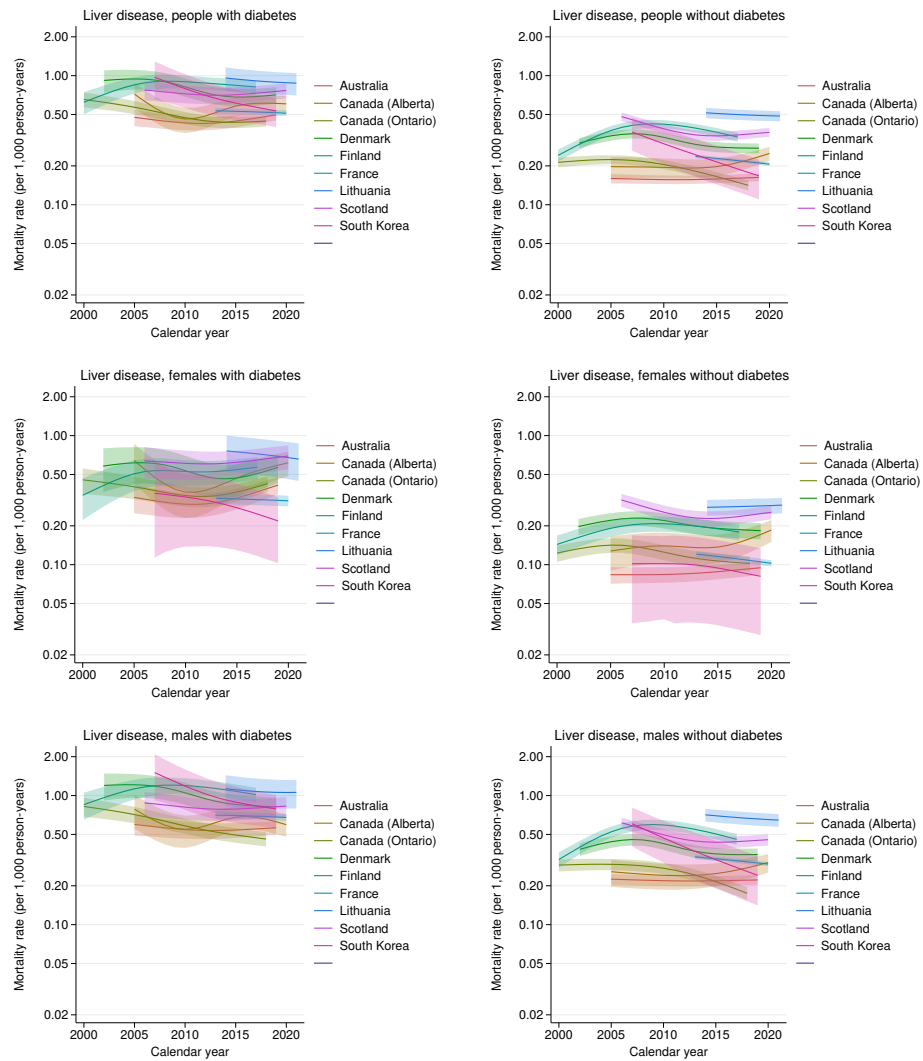 Liver disease, people with diabetes
Mortality rate (per 1,000 person-years)
2.00
1.00
0.50
0.20
0.10
0.05
0.02
2000 2005 2010 2015 2020
Calendar year
Australia
Canada (Alberta)
Canada (Ontario)
Denmark
Finland
France
Lithuania
Scotland
South Korea
Liver disease, people without diabetes
Mortality rate (per 1,000 person-years)
2.00
1.00
0.50
0.20
0.10
0.05
0.02
2000 2005 2010 2015 2020
Calendar year
Australia
Canada (Alberta)
Canada (Ontario)
Denmark
Finland
France
Lithuania
Scotland
South Korea
Liver disease, females with diabetes
Mortality rate (per 1,000 person-years)
2.00
1.00
0.50
0.20
0.10
0.05
0.02
2000 2005 2010 2015 2020
Calendar year
Australia
Canada (Alberta)
Canada (Ontario)
Denmark
Finland
France
Lithuania
Scotland
South Korea
Liver disease, females without diabetes
Mortality rate (per 1,000 person-years)
2.00
1.00
0.50
0.20
0.10
0.05
0.02
2000 2005 2010 2015 2020
Calendar year
Australia
Canada (Alberta)
Canada (Ontario)
Denmark
Finland
France
Lithuania
Scotland
South Korea
Liver disease, males with diabetes
Mortality rate (per 1,000 person-years)
2.00
1.00
0.50
0.20
0.10
0.05
0.02
2000 2005 2010 2015 2020
Calendar year
Australia
Canada (Alberta)
Canada (Ontario)
Denmark
Finland
France
Lithuania
Scotland
South Korea
Liver disease, males without diabetes
Mortality rate (per 1,000 person-years)
2.00
1.00
0.50
0.20
0.10
0.05
0.02
2000 2005 2010 2015 2020
Calendar year
Australia
Canada (Alberta)
Canada (Ontario)
Denmark
Finland
France
Lithuania
Scotland
South Korea